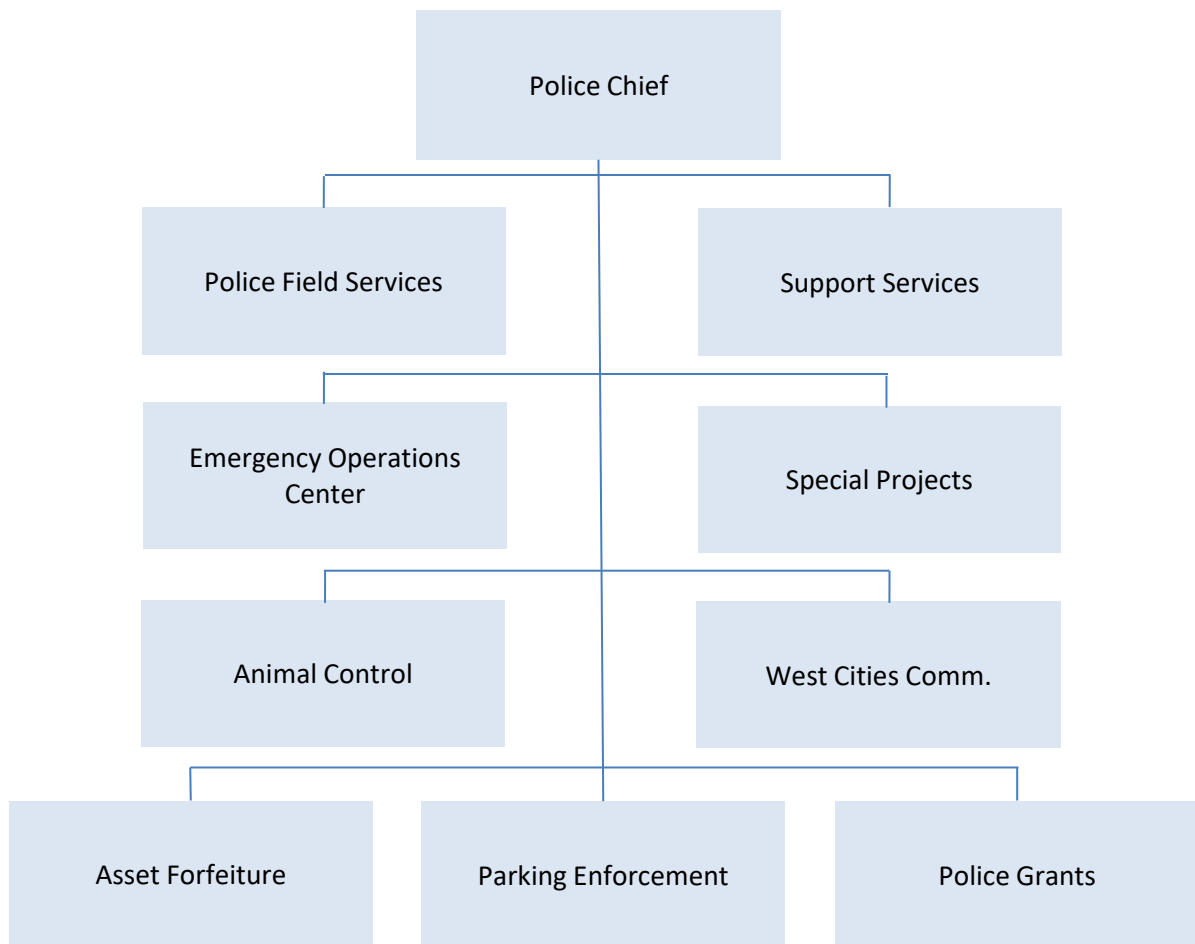 Police Chief
Police Field Services
Support Services
Emergency Operations
Center
Special Projects
Animal Control
West Cities Comm.
Asset Forfeiture
Parking Enforcement
Police Grants